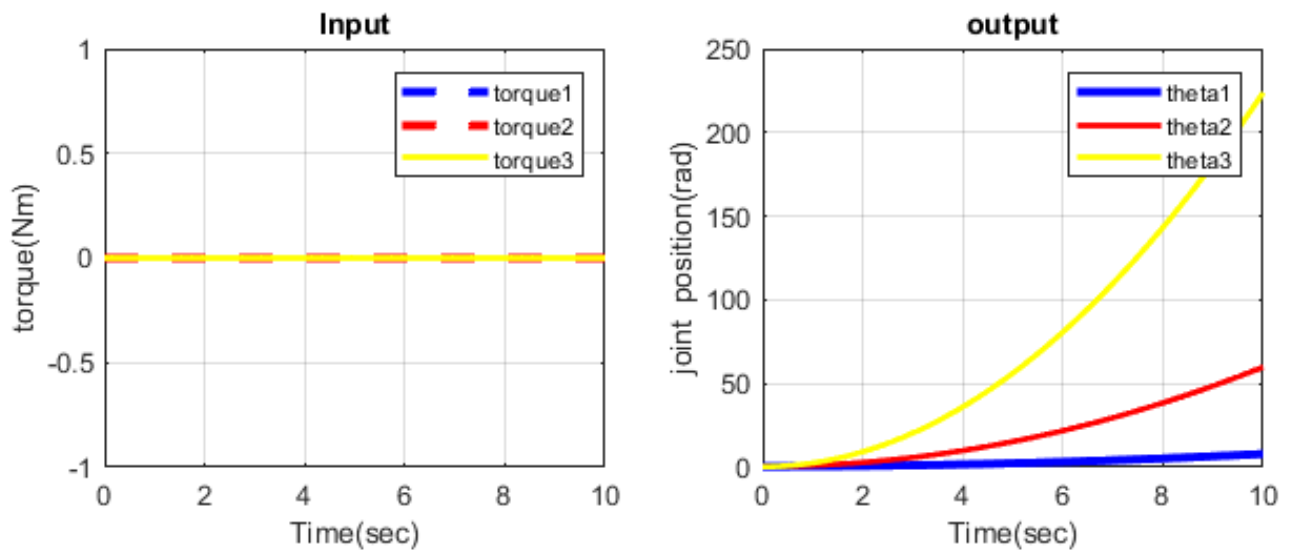 Input
1
0.5
0
-0.5
-1
torque(Nm)
torque1
torque2
torque3
0 2 4 6 8 10
Time(sec)
output
250
200
150
100
50
0
joint position(rad)
theta1
theta2
theta3
0 2 4 6 8 10
Time(sec)